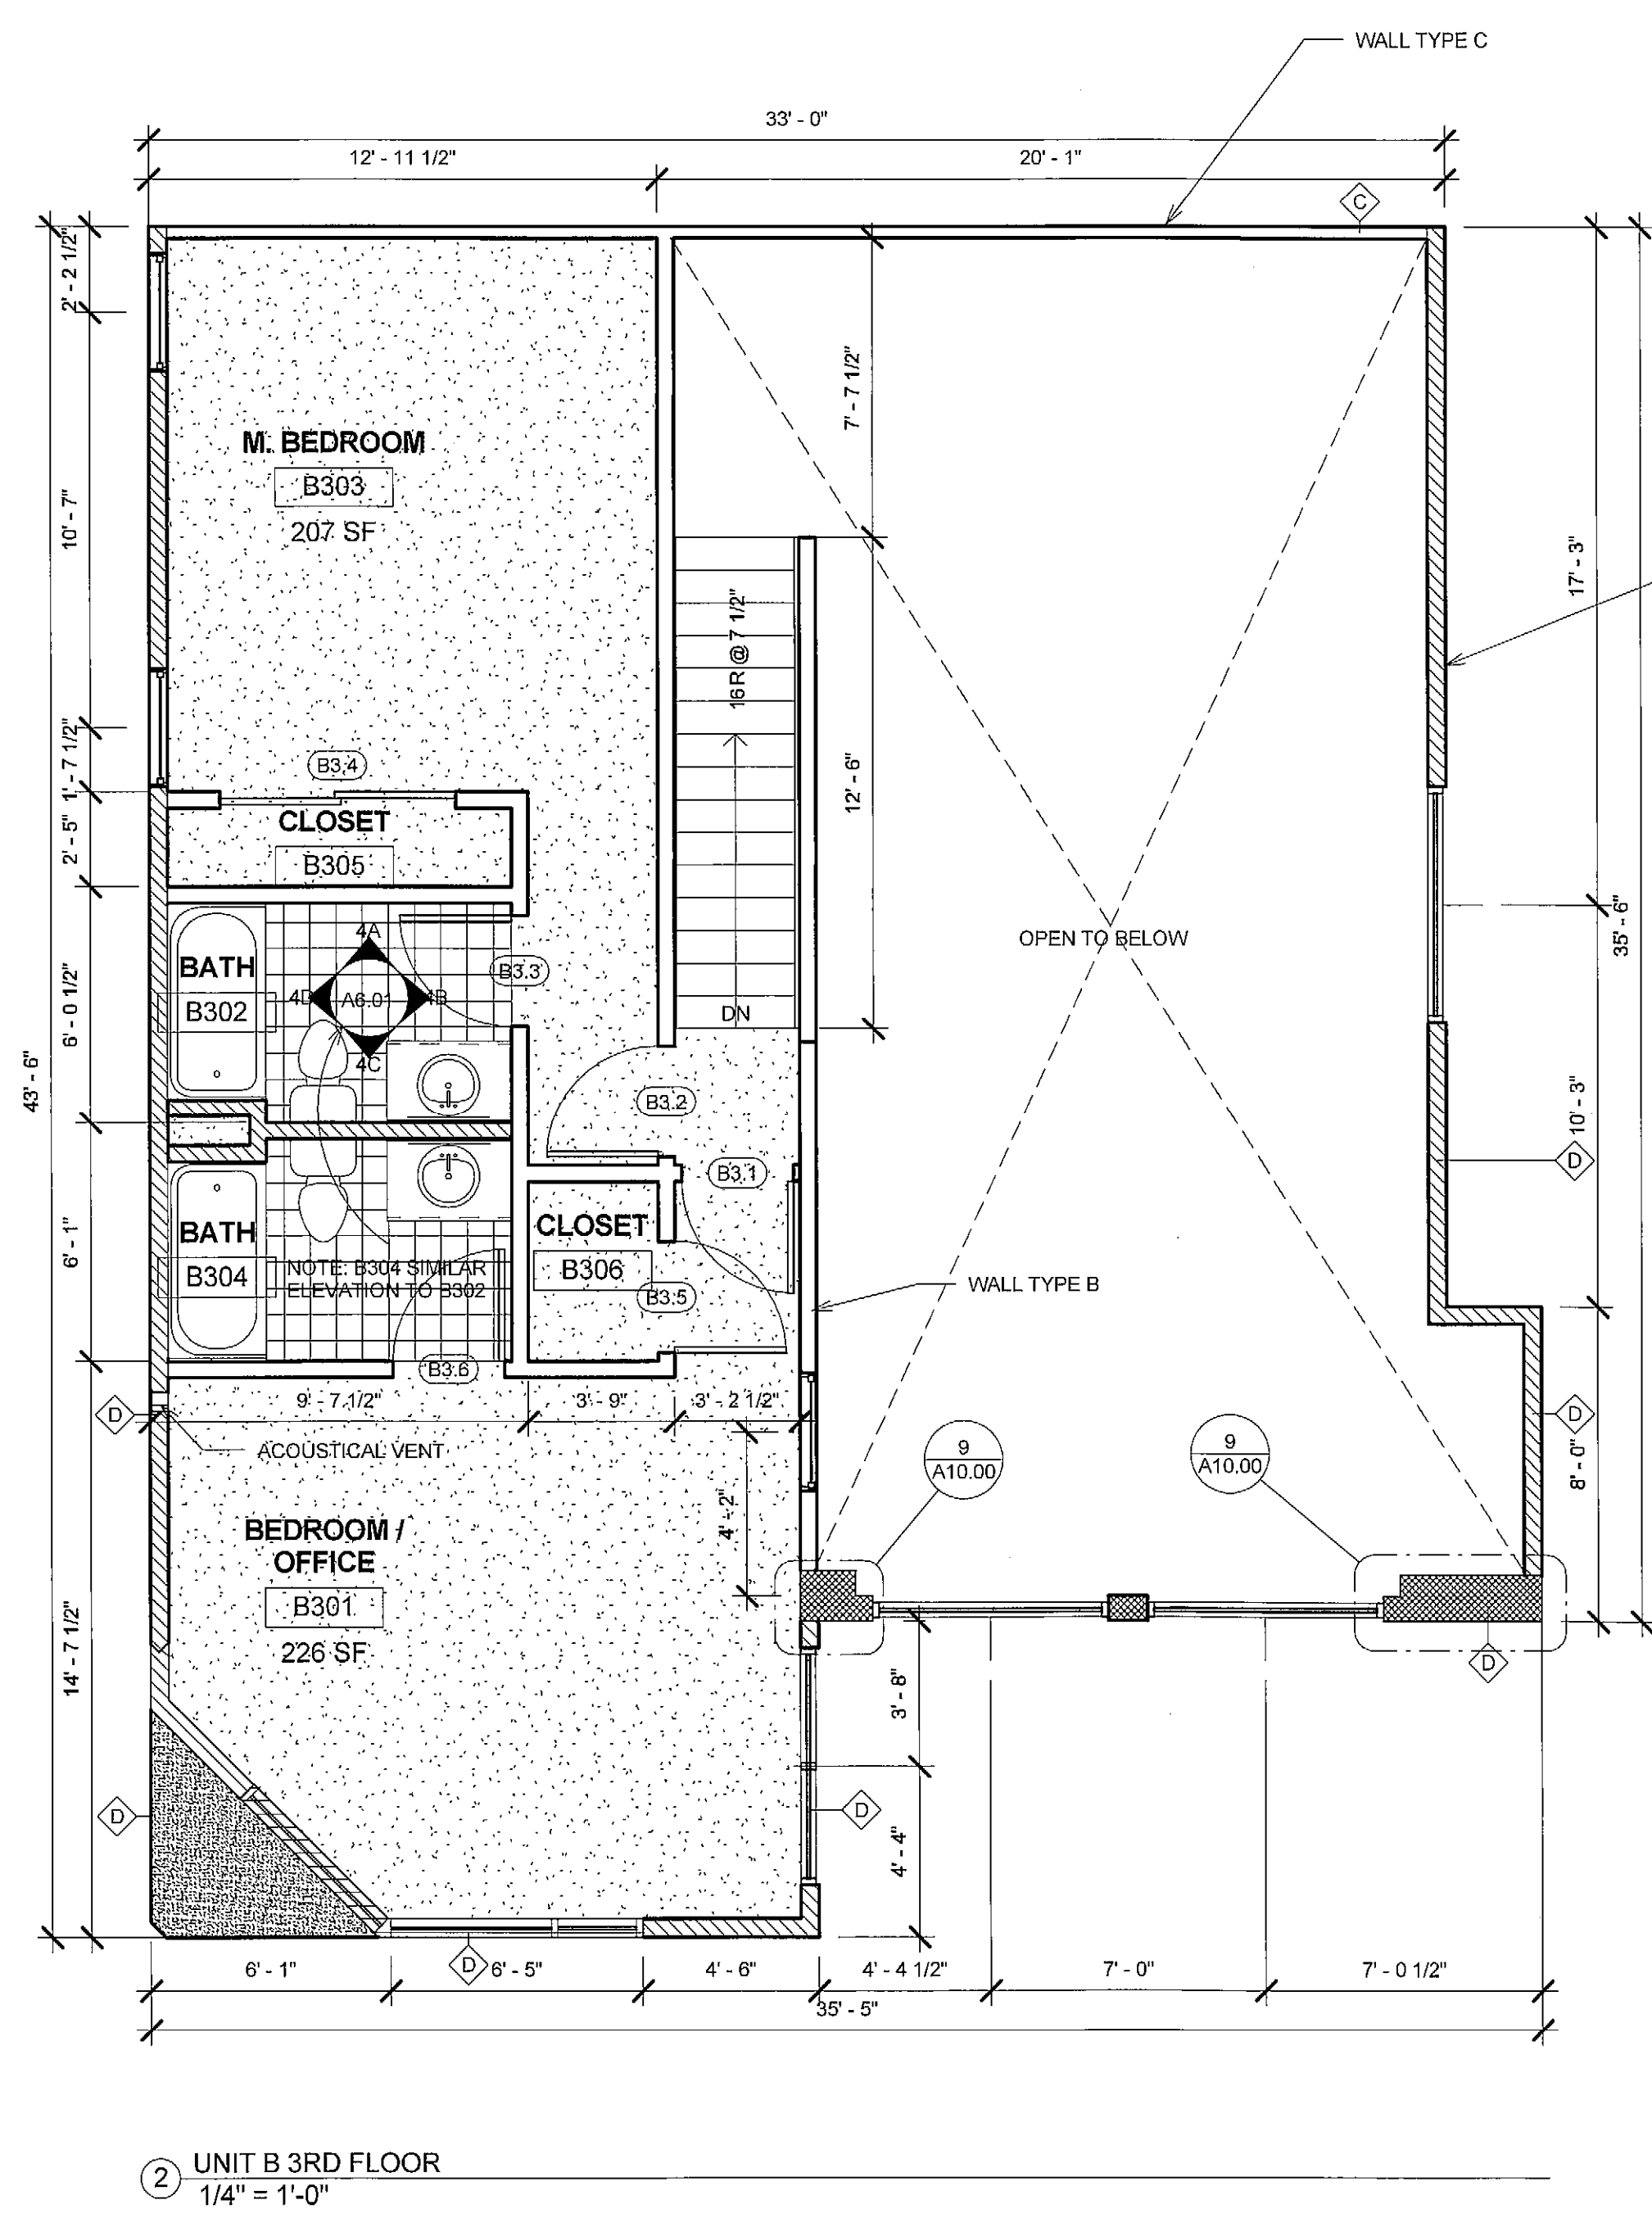 WALL TYPE C
33' - 0"
12' - 11 1/2"
20' - 1"
C
2' - 2 1/2"
7' - 7 1/2"
M. BEDROOM
B303
207 SF
10' - 7"
17' - 3"
16R @ 7 1/2"
1' - 7 1/2"
B3.4
12' - 6"
CLOSET
B305
2' - 5"
35' - 6"
OPEN TO BELOW
4A
BATH
B302
4D
A6.01
4B
B3.3
DN
6' - 0 1/2"
4C
43' - 6"
B3.2
10' - 3"
D
B3.1
BATH
B304
6' - 1"
NOTE: B304 SIMILAR
ELEVATION TO B302
CLOSET
B306
B3.5
WALL TYPE B
B3.6
9' - 7 1/2"
3' - 9"
3' - 2 1/2"
D
D
ACOUSTICAL VENT
9
A10.00
9
A10.00
8' - 0"
4' - 2"
BEDROOM /
OFFICE
B301
226 SF
14' - 7 1/2"
D
3' - 8"
D
D
4' - 4"
6' - 1"
D
6' - 5"
4' - 6"
4' - 4 1/2"
7' - 0"
7' - 0 1/2"
35' - 5"
2
UNIT B 3RD FLOOR
1/4" = 1'-0"